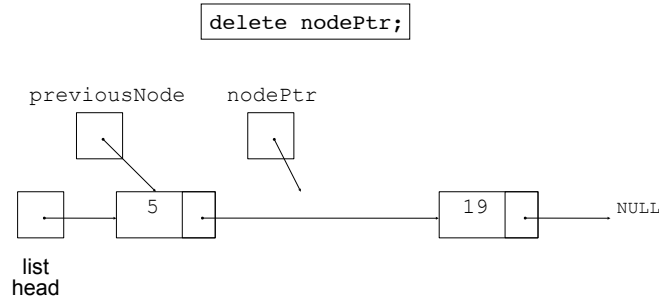 delete nodePtr;
previousNode nodePtr
5 19 NULL
list
head